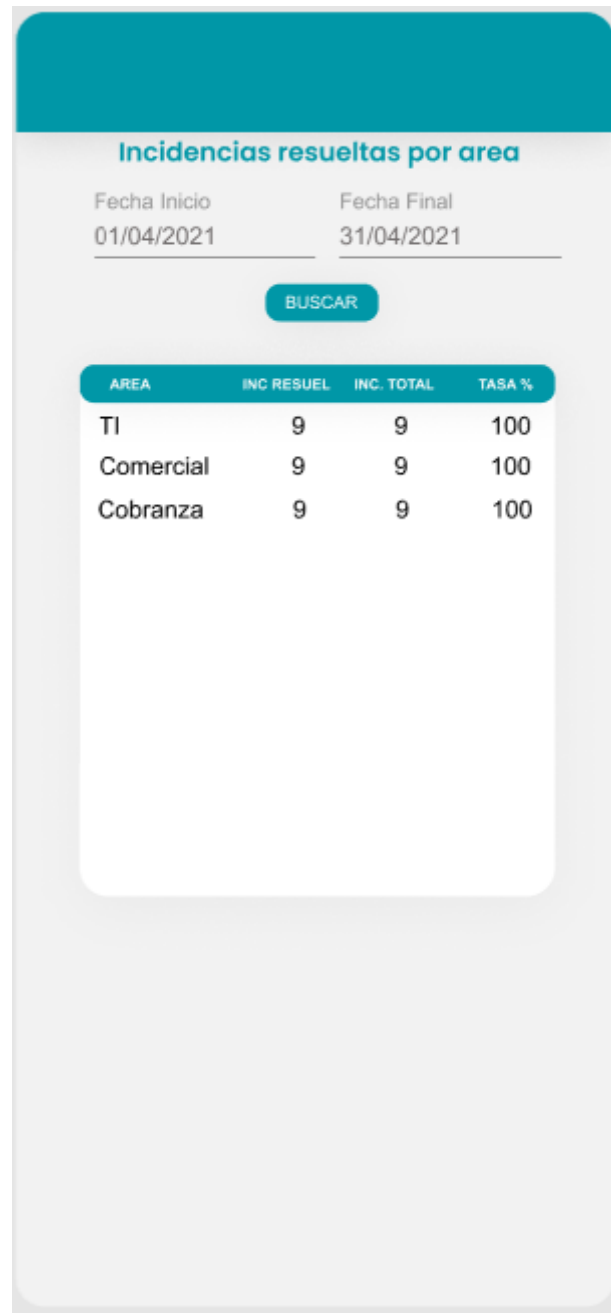 Incidencias resueltas por area
Fecha Inicio Fecha Final
01/04/2021 31/04/2021
BUSCAR
AREA INC RESUEL INC. TOTAL TASA %
TI 9 9 100
Comercial 9 9 100
Cobranza 9 9 100